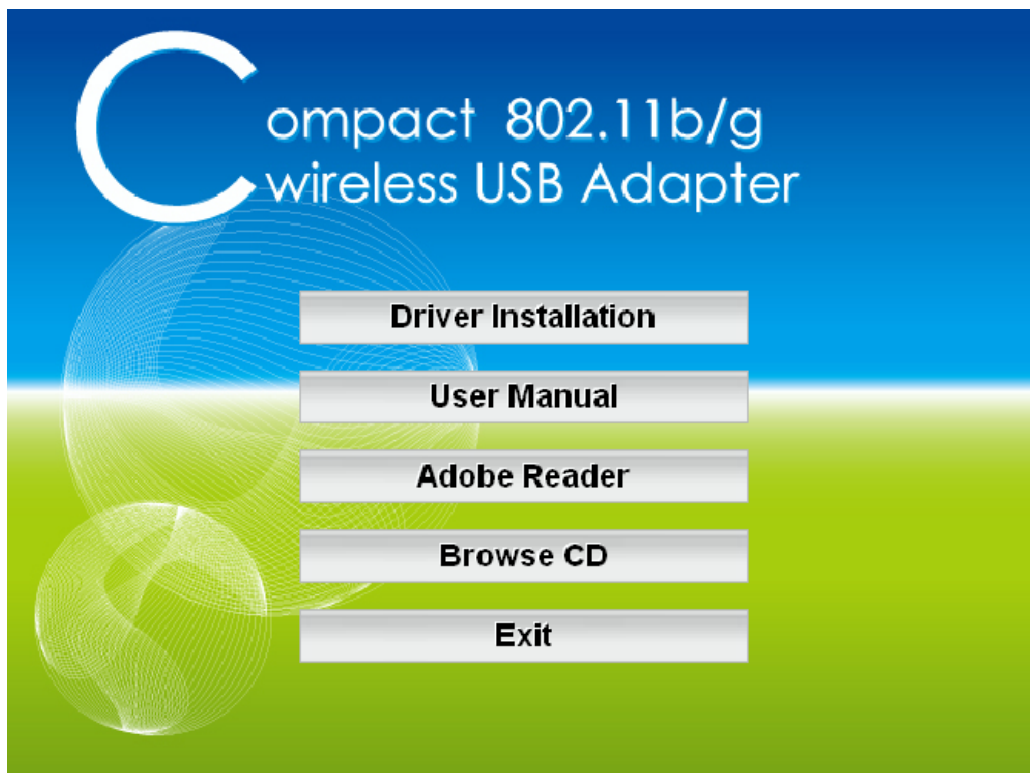 Compact 802.11b/g
wireless USB Adapter
Driver Installation
User Manual
Adobe Reader
Browse CD
Exit